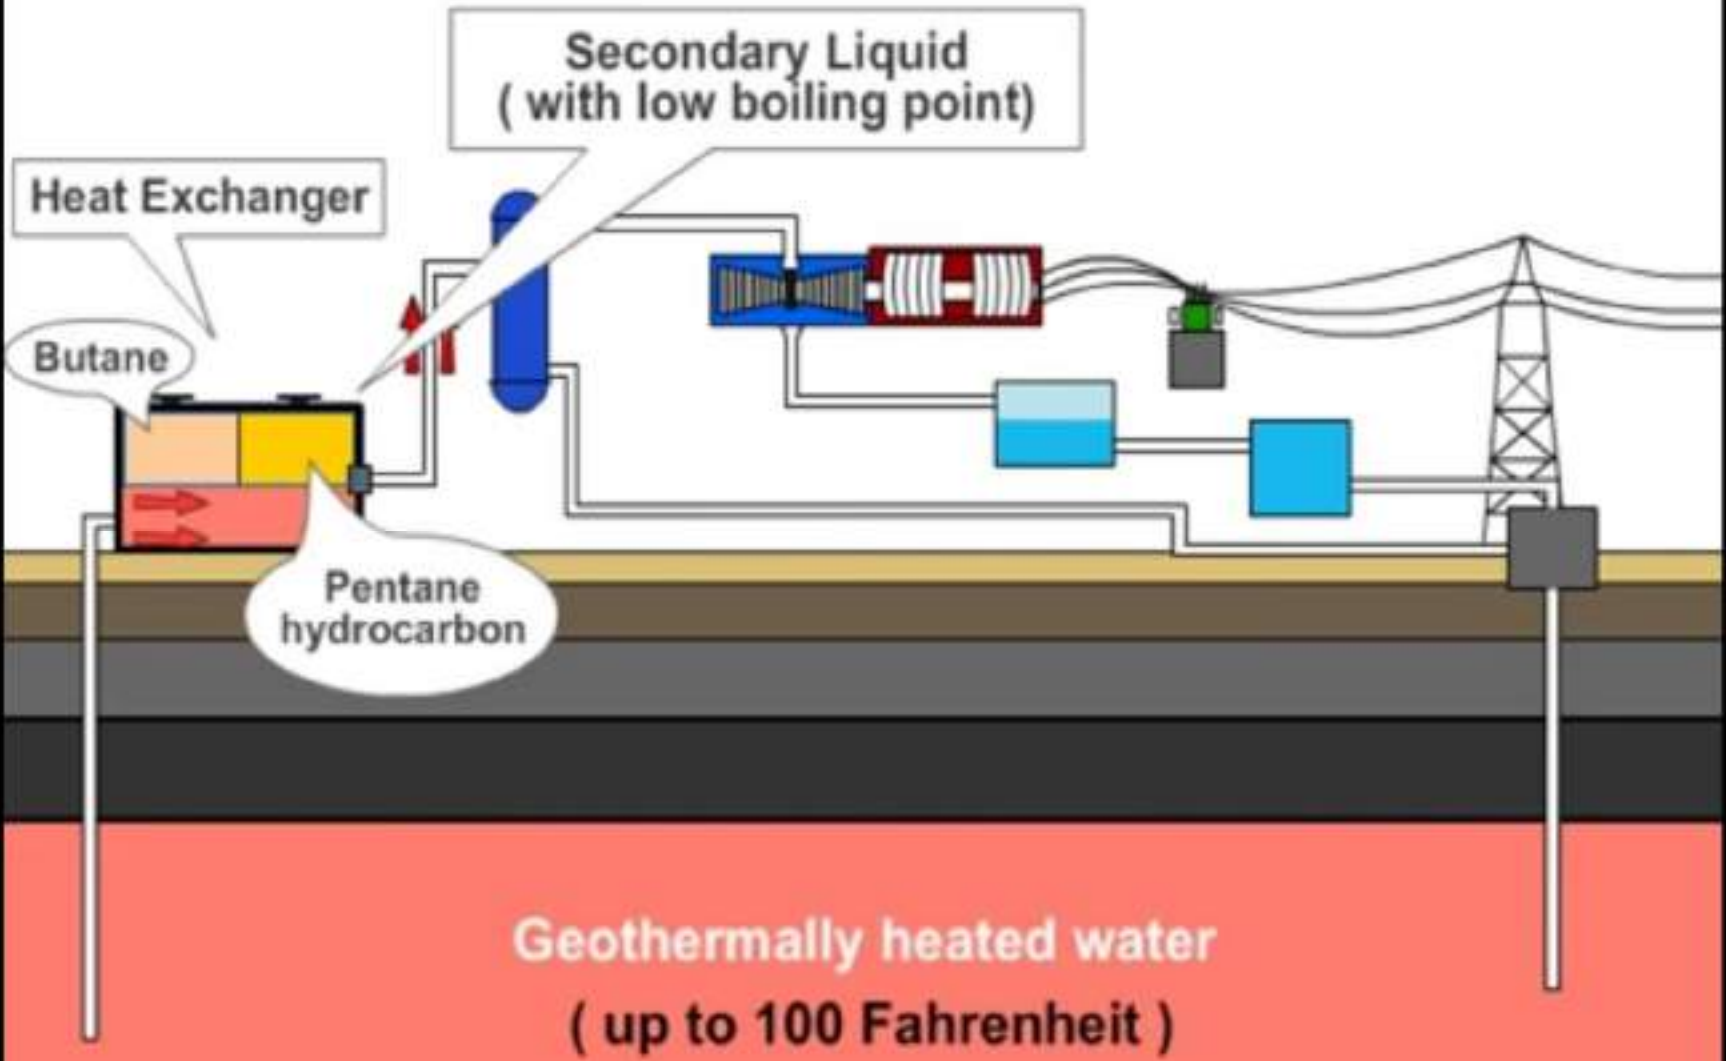 Secondary Liquid
( with low boiling point)
Heat Exchanger
Butane
Pentane
hydrocarbon
Geothermally heated water
( up to 100 Fahrenheit )